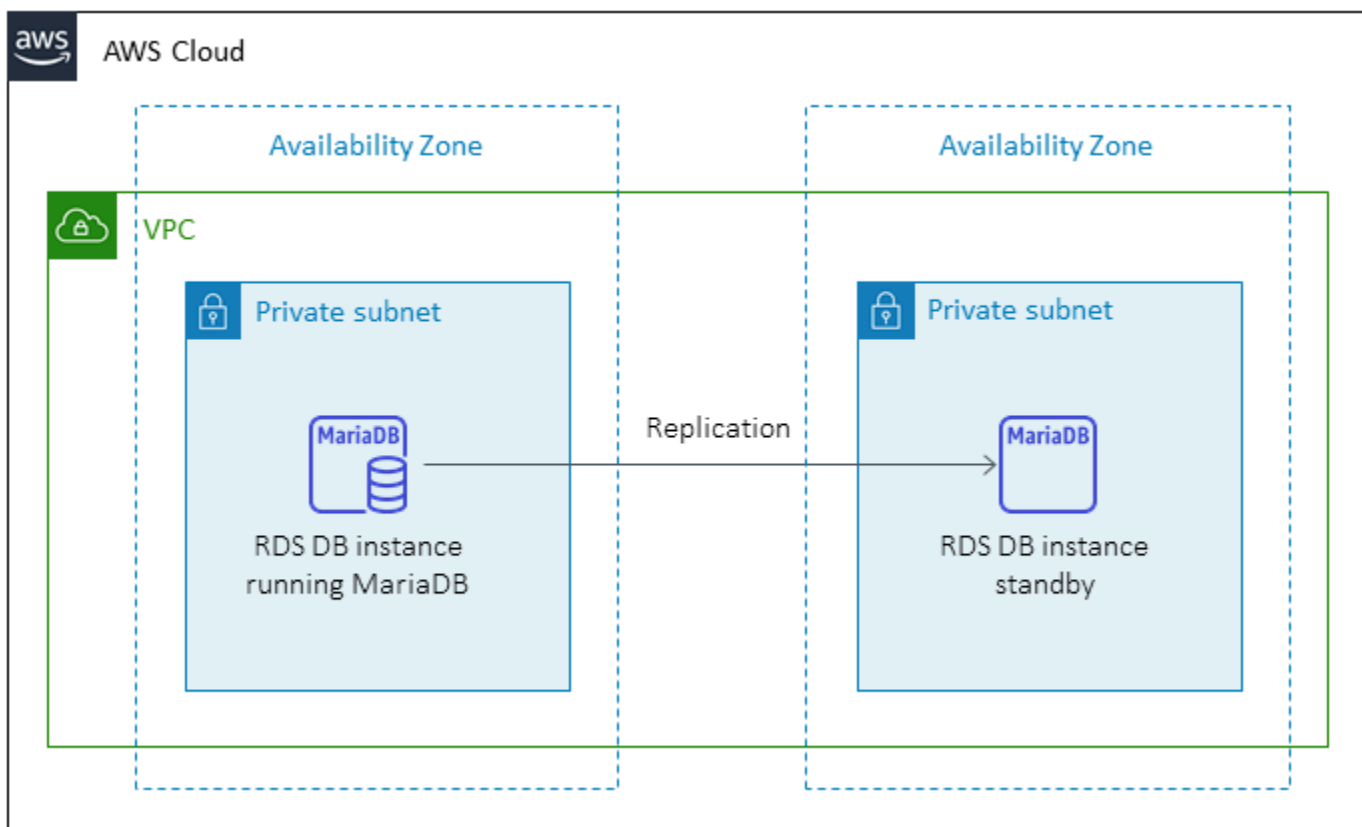 aws
AWS Cloud
Availability Zone
Availability Zone
VPC
Private subnet
Private subnet
MariaDB
Replication
MariaDB
RDS DB instance
running MariaDB
RDS DB instance
standby